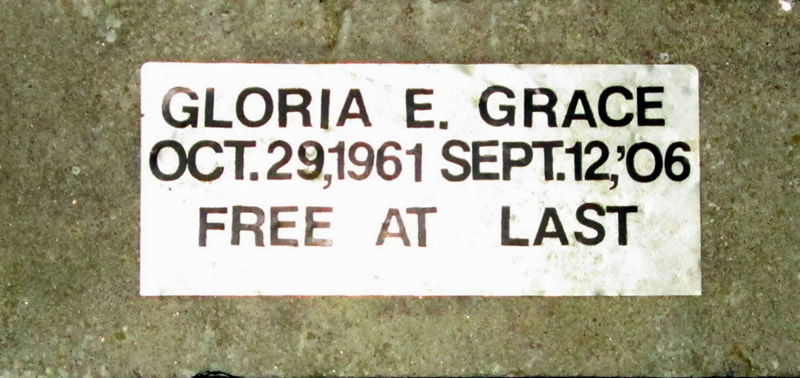 GLORIA E. GRACE
OCT. 29,1961 SEPT.12,'06
FREE AT LAST